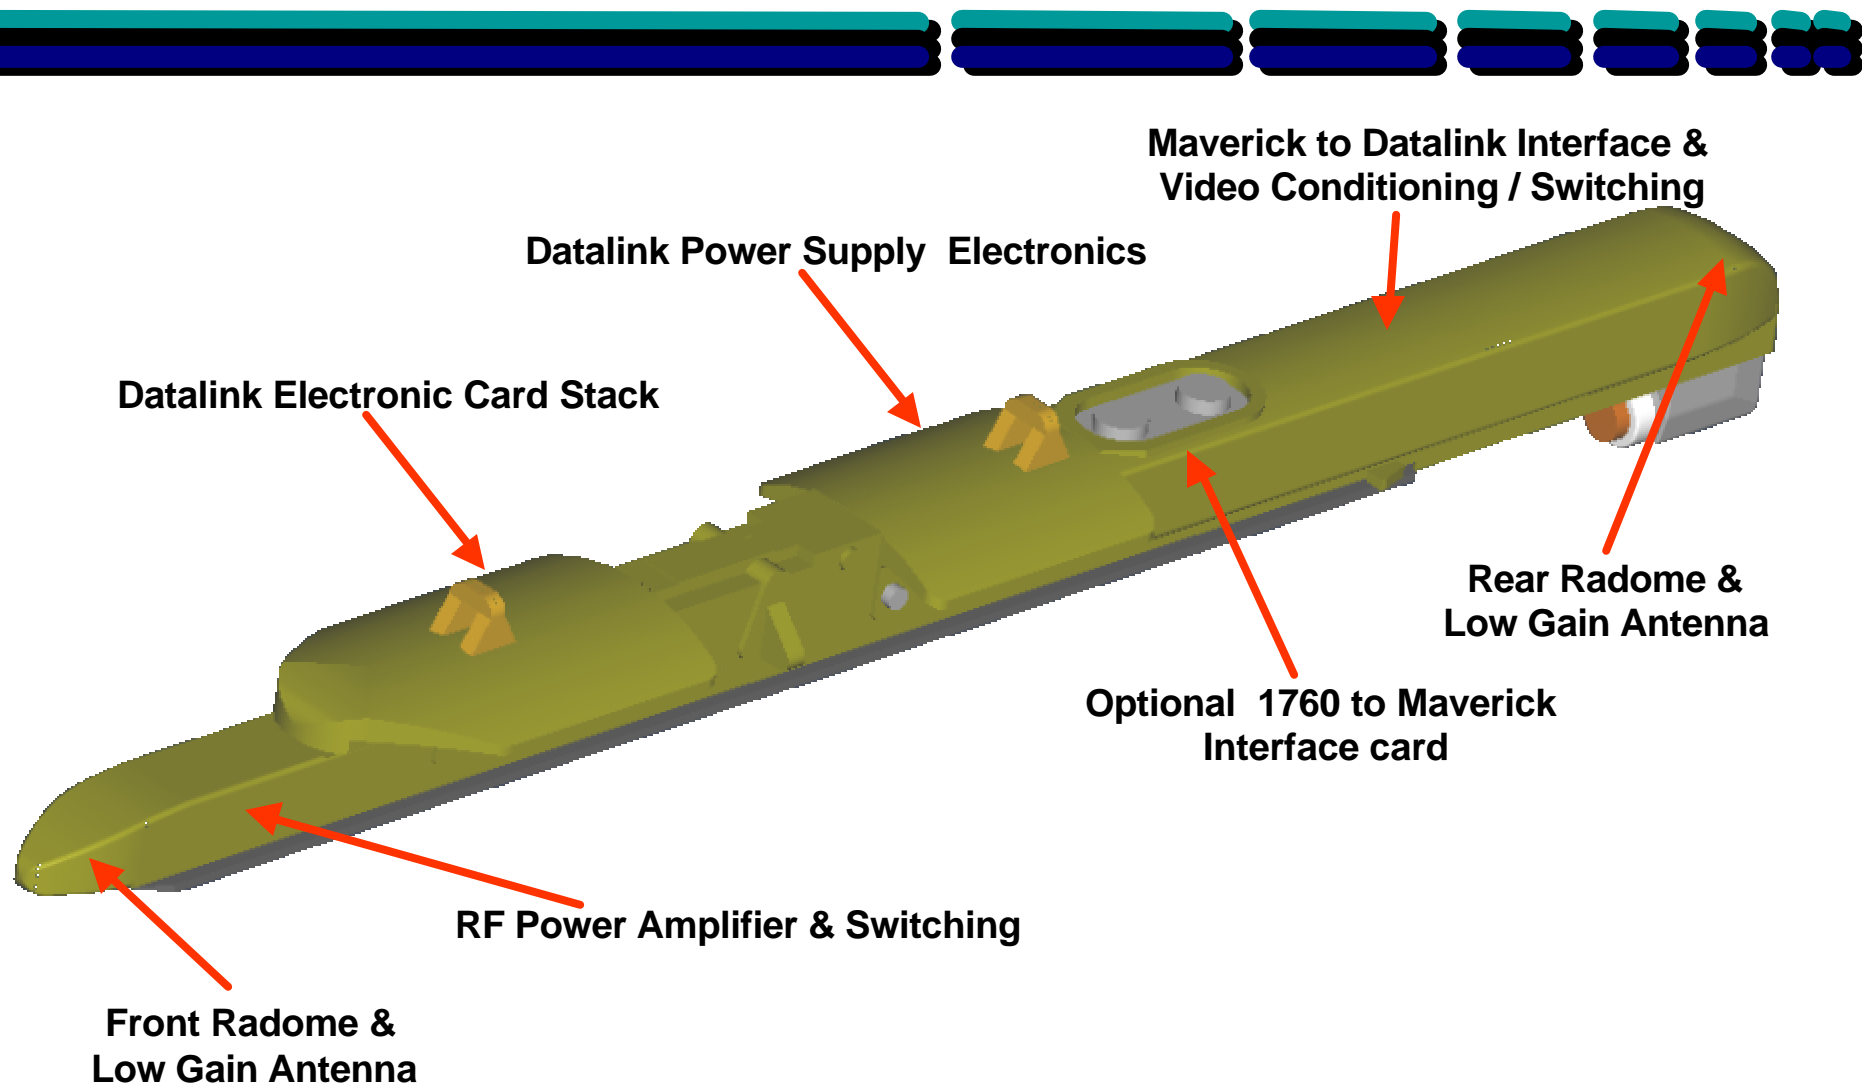 Maverick to Datalink Interface &
Video Conditioning / Switching
Datalink Power Supply Electronics
Datalink Electronic Card Stack
Rear Radome &
Low Gain Antenna
Optional 1760 to Maverick
Interface card
RF Power Amplifier & Switching
Front Radome &
Low Gain Antenna